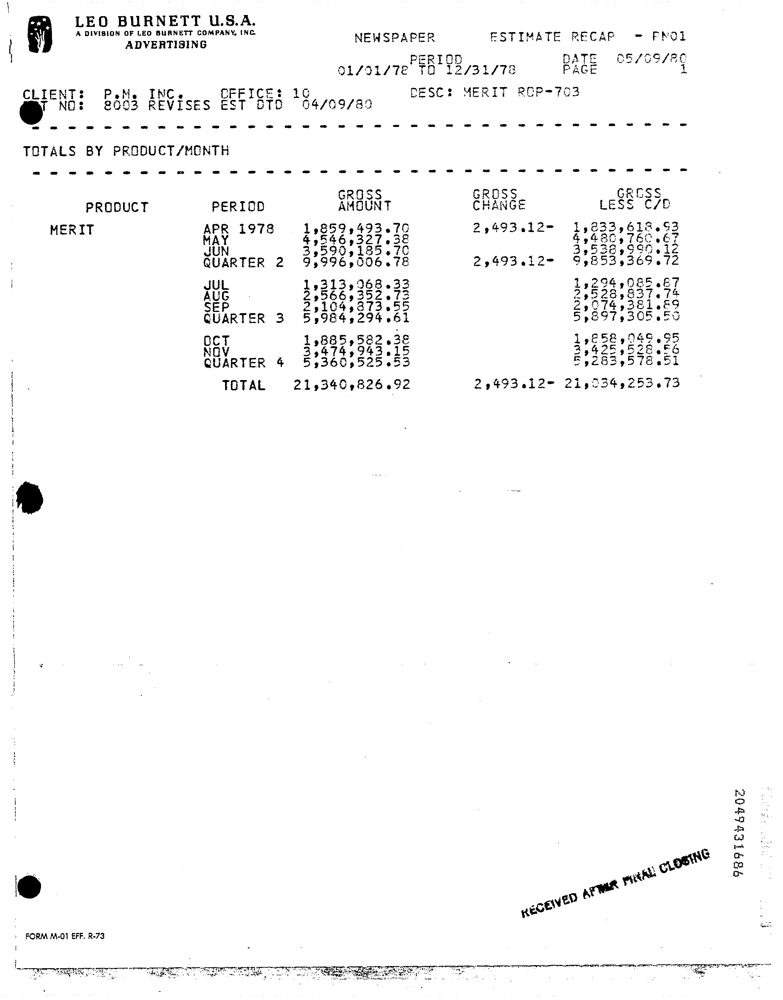 LEO BURNETT U.S.A.
A DIVISION OF LEO BURNETT COMPANY, INC.
ADVERTISING
NEWSPAPER ESTIMATE RECAP - FN01
PERIOD DATE 05/09/80
01/01/78 TO 12/31/78 PAGE 1
CLIENT: P.M. INC. OFFICE: 10 DESC: MERIT ROP-703
NO: 8003 REVISES EST DTD 04/09/80
TOTALS BY PRODUCT/MONTH
GROSS GROSS GROSS
PRODUCT PERIOD AMOUNT CHANGE LESS C/D
MERIT APR 1978 1,859,493.70 2,493.12- 1,833,618.93
MAY 4,546,327.38 4,480,760.67
JUN 3,590,185.70 3,538,990.12
QUARTER 2 9,996,006.78 2,493.12- 9,853,369.72
JUL 1,313,068.33 1,294,085.87
AUG 2,566,352.73 2,528,837.74
SEP 2,104,873.55 2,074,381.89
QUARTER 3 5,984,294.61 5,897,305.50
OCT 1,885,582.38 1,858,049.95
NOV 3,474,943.15 3,425,528.56
QUARTER 4 5,360,525.53 5,283,578.51
TOTAL 21,340,826.92 2,493.12- 21,034,253.73
2049431686
RECEIVED AFTER FINAL CLOSING
FORM M-01 EFF. R-73